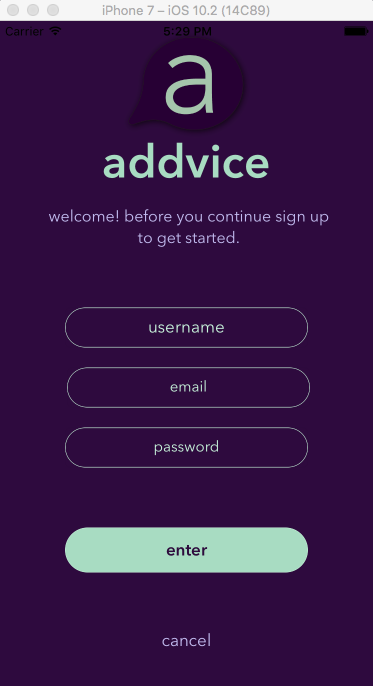 iPhone 7 – iOS 10.2 (14C89)
Carrier 5:29 PM
a
addvice
welcome! before you continue sign up
to get started.
username
email
password
enter
cancel